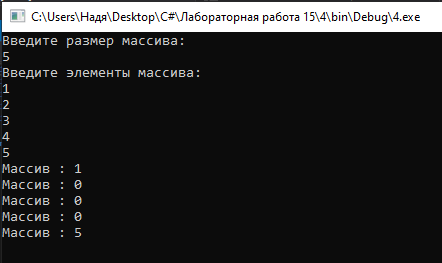 C:\Users\Надя\Desktop\C#\Лабораторная работа 15\4\bin\Debug\4.exe
Введите размер массива:
5
Введите элементы массива:
1
2
3
4
5
Массив : 1
Массив : 0
Массив : 0
Массив : 0
Массив : 5